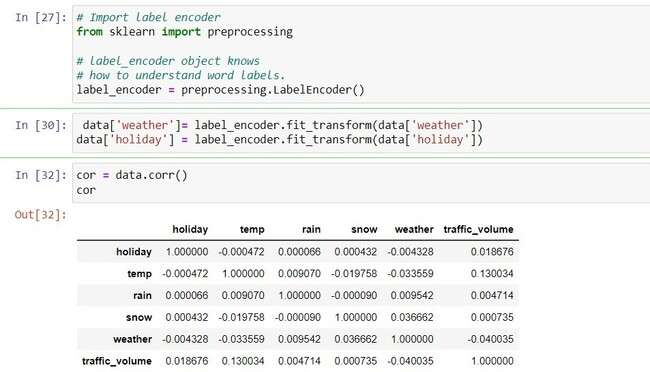 In [27]: # Import label encoder
from sklearn import preprocessing
# label_encoder object knows
# how to understand word labels.
label_encoder = preprocessing.LabelEncoder()
In [30]: data['weather']= label_encoder.fit_transform(data['weather'])
data['holiday'] = label_encoder.fit_transform(data['holiday'])
In [32]: cor = data.corr()
cor
Out[32]:
holiday temp rain snow weather traffic_volume
holiday 1.000000 -0.000472 0.000066 0.000432 -0.004328 0.018676
temp -0.000472 1.000000 0.009070 -0.019758 -0.033559 0.130034
rain 0.000066 0.009070 1.000000 -0.000090 0.009542 0.004714
snow 0.000432 -0.019758 -0.000090 1.000000 0.036662 0.000735
weather -0.004328 -0.033559 0.009542 0.036662 1.000000 -0.040035
traffic_volume 0.018676 0.130034 0.004714 0.000735 -0.040035 1.000000